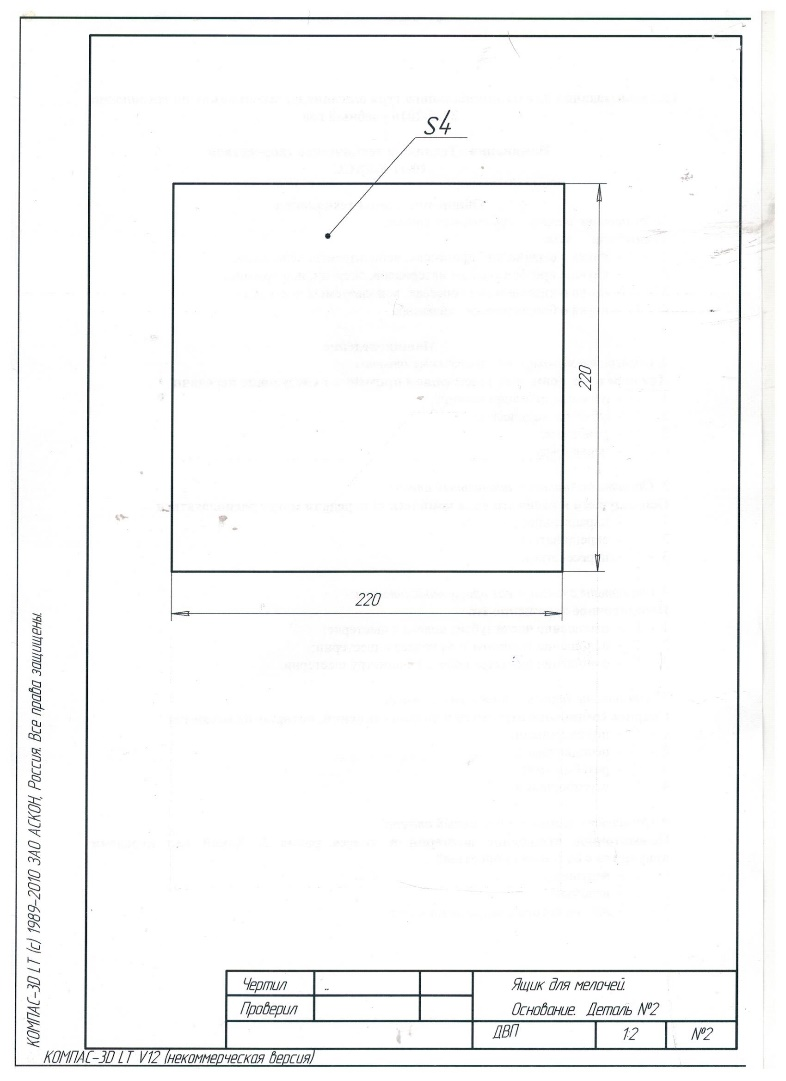 S4
220
220
КОМПАС-3D LT (c) 1989-2010 ЗАО АСКОН, Россия. Все права защищены.
Чертил ..
Проверил
Ящик для мелочей.
Основание. Деталь №2
ДВП 1:2 №2
КОМПАС-3D LT V12 (некоммерческая версия)